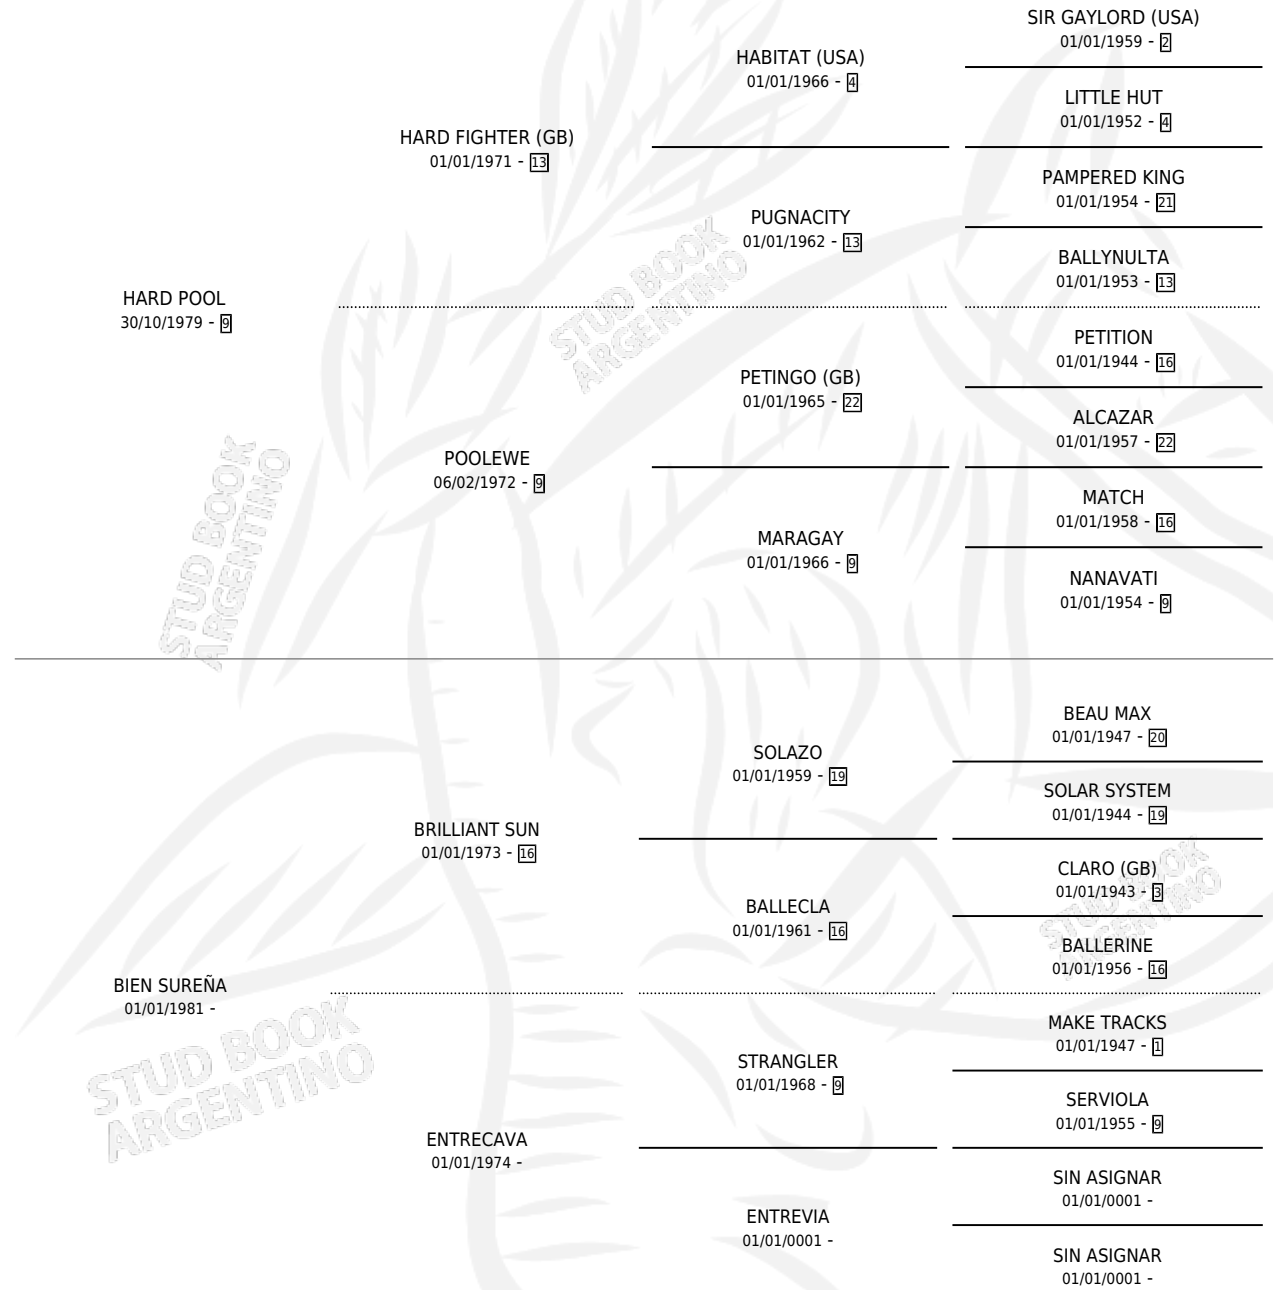 SIR GAYLORD (USA)
01/01/1959 - 2
HABITAT (USA)
01/01/1966 - 4
LITTLE HUT
01/01/1952 - 4
HARD FIGHTER (GB)
01/01/1971 - 13
PAMPERED KING
01/01/1954 - 21
PUGNACITY
01/01/1962 - 13
BALLYNULTA
01/01/1953 - 13
HARD POOL
30/10/1979 - 9
PETITION
01/01/1944 - 16
PETINGO (GB)
01/01/1965 - 22
ALCAZAR
01/01/1957 - 22
POOLEWE
06/02/1972 - 9
MATCH
01/01/1958 - 16
MARAGAY
01/01/1966 - 9
NANAVATI
01/01/1954 - 9
BEAU MAX
01/01/1947 - 20
SOLAZO
01/01/1959 - 19
SOLAR SYSTEM
01/01/1944 - 19
BRILLIANT SUN
01/01/1973 - 16
CLARO (GB)
01/01/1943 - 3
BALLECLA
01/01/1961 - 16
BALLERINE
01/01/1956 - 16
BIEN SUREÑA
01/01/1981 -
MAKE TRACKS
01/01/1947 - 1
STRANGLER
01/01/1968 - 9
SERVIOLA
01/01/1955 - 9
ENTRECAVA
01/01/1974 -
SIN ASIGNAR
01/01/0001 -
ENTREVIA
01/01/0001 -
SIN ASIGNAR
01/01/0001 -
STUD BOOK
ARGENTINO
STUD BOOK
ARGENTINO
STUD BOOK
ARGENTINO
STUD BOOK
ARGENTINO